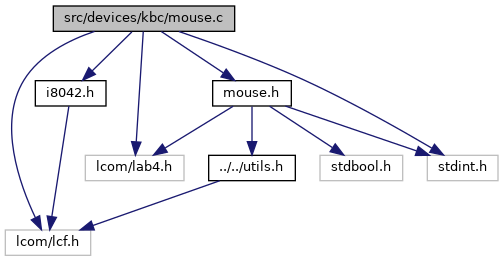 src/devices/kbc/mouse.c
i8042.h
mouse.h
lcom/lab4.h
../../utils.h
stdbool.h
stdint.h
lcom/lcf.h